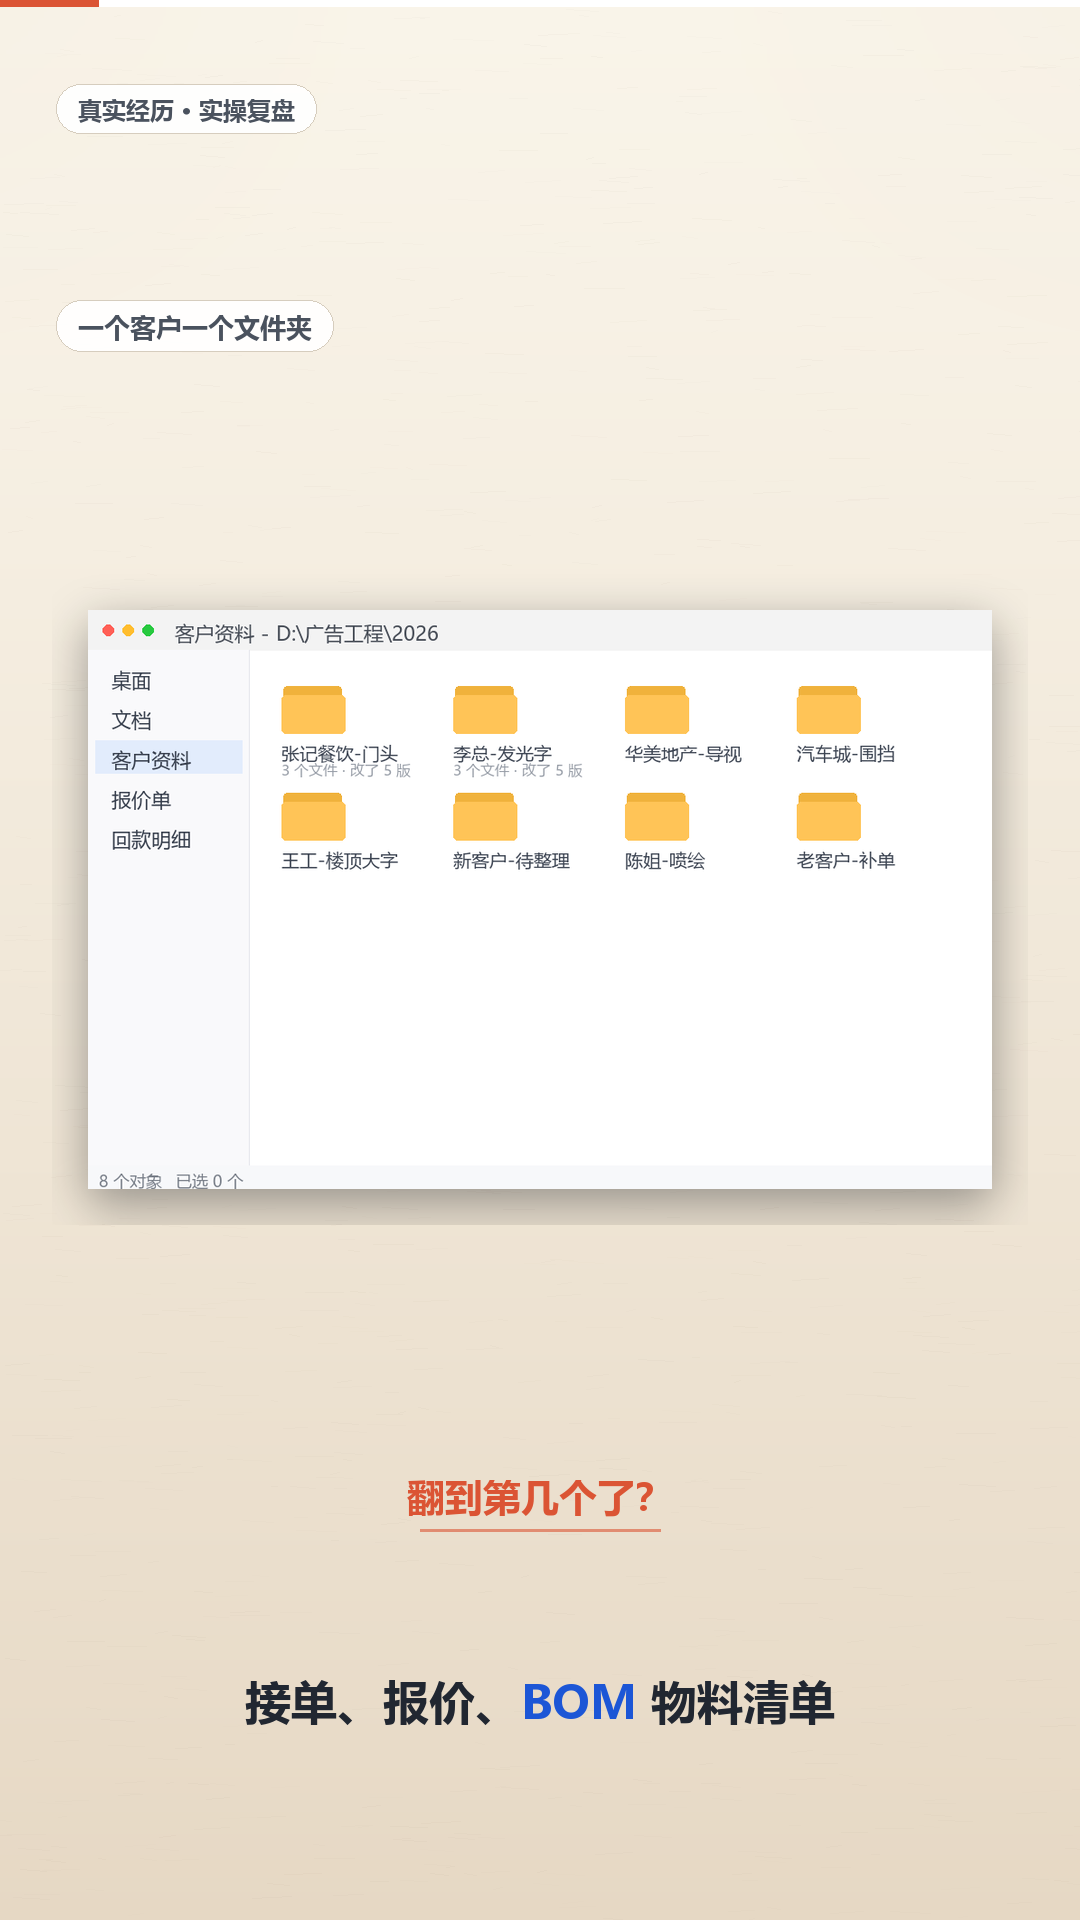 真实经历·实操复盘
一个客户一个文件夹
客户资料 - D:\广告工程\2026
桌面
文档
客户资料
报价单
回款明细
张记餐饮-门头
3 个文件 · 改了 5 版
李总-发光字
3 个文件 · 改了 5 版
华美地产-导视
汽车城-围挡
王工-楼顶大字
新客户-待整理
陈姐-喷绘
老客户-补单
8 个对象 已选 0 个
翻到第几个了?
接单、报价、BOM 物料清单